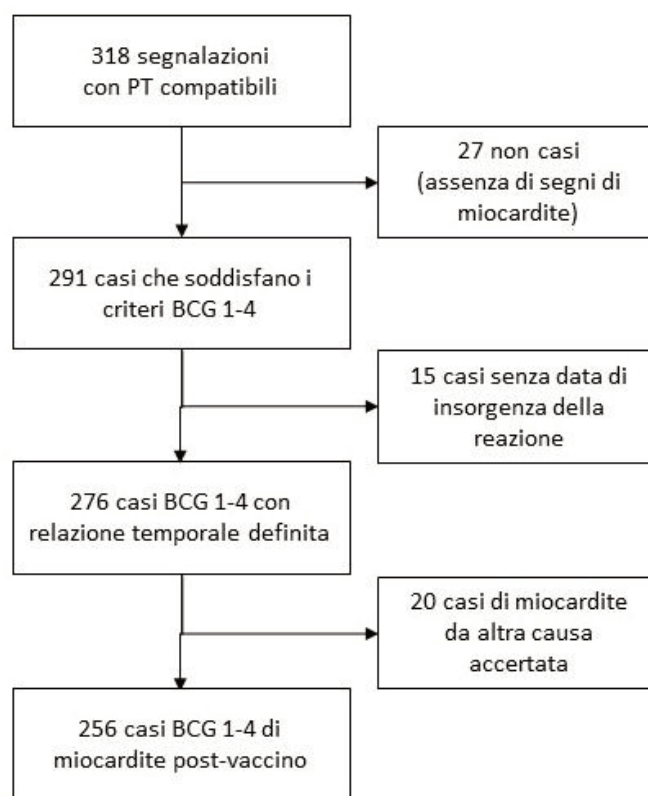 318 segnalazioni
con PT compatibili
27 non casi
(assenza di segni di
miocardite)
291 casi che soddisfano i
criteri BCG 1-4
15 casi senza data di
insorgenza della
reazione
276 casi BCG 1-4 con
relazione temporale definita
20 casi di miocardite
da altra causa
accertata
256 casi BCG 1-4 di
miocardite post-vaccino